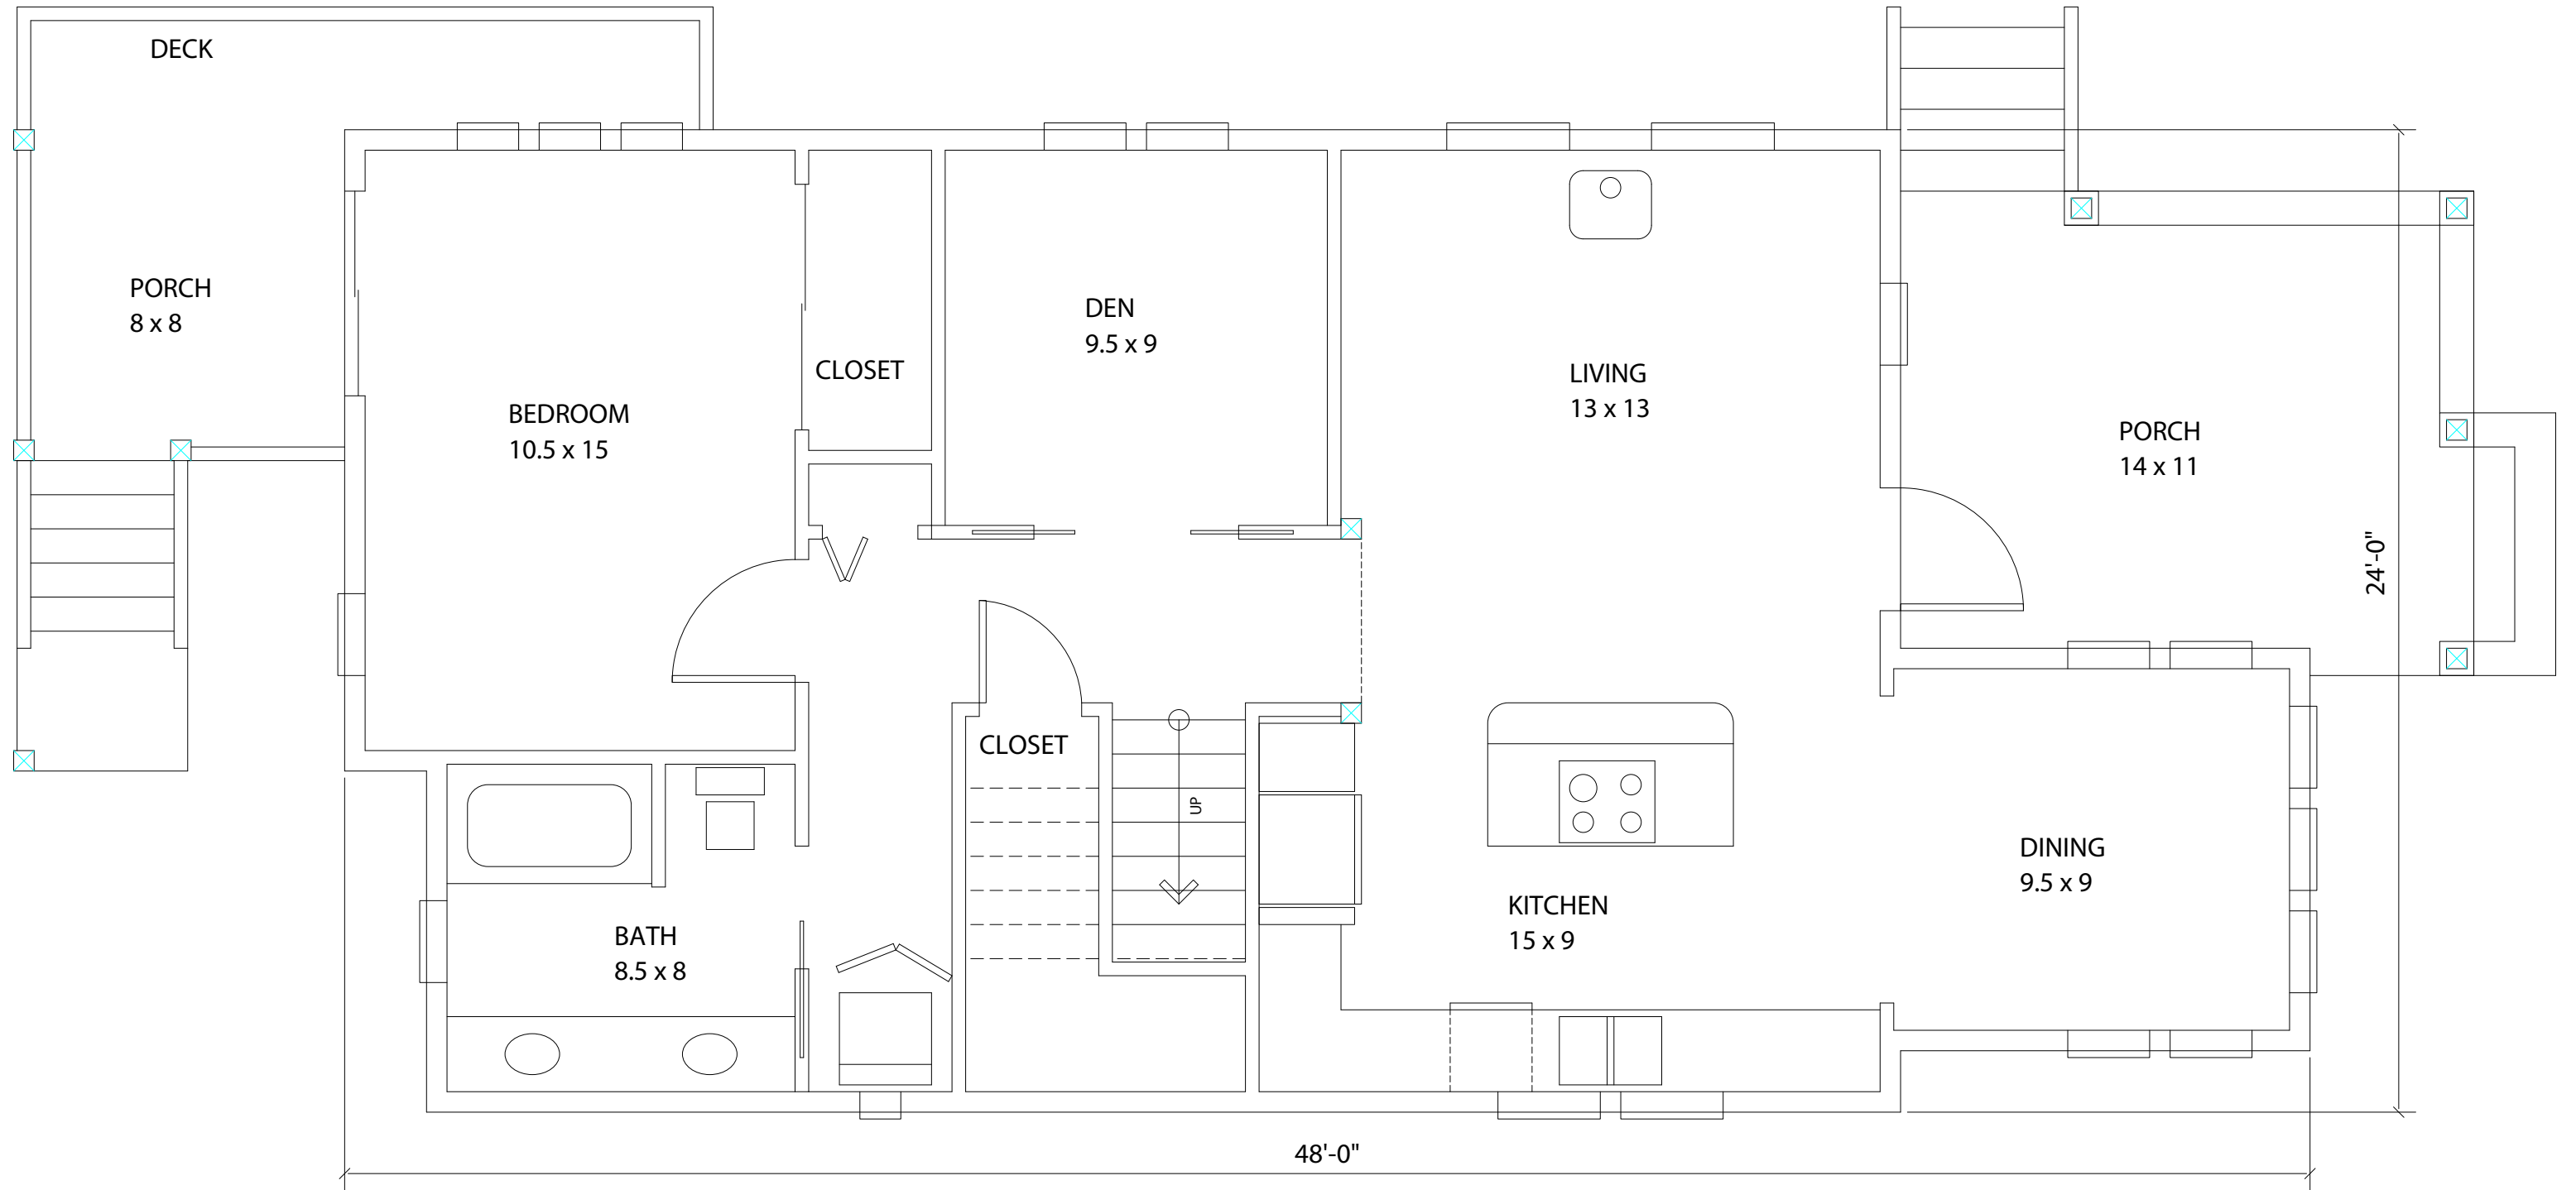 DECK
PORCH
8 x 8
BEDROOM
10.5 x 15
CLOSET
DEN
9.5 x 9
LIVING
13 x 13
PORCH
14 x 11
24'-0"
CLOSET
UP
BATH
8.5 x 8
KITCHEN
15 x 9
DINING
9.5 x 9
48'-0"